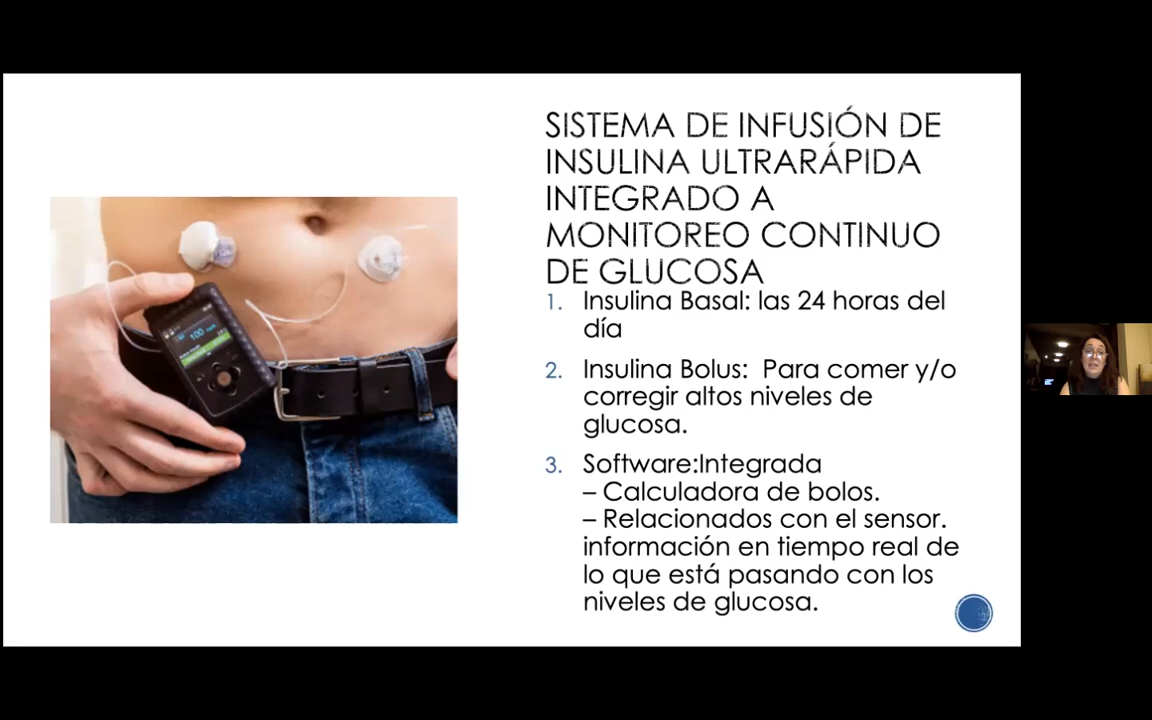 SISTEMA DE INFUSIÓN DE
INSULINA ULTRARÁPIDA
INTEGRADO A
MONITOREO CONTINUO
DE GLUCOSA
1. Insulina Basal: las 24 horas del
día
2. Insulina Bolus: Para comer y/o
corregir altos niveles de
glucosa.
3. Software:Integrada
– Calculadora de bolos.
– Relacionados con el sensor.
información en tiempo real de
lo que está pasando con los
niveles de glucosa.
100